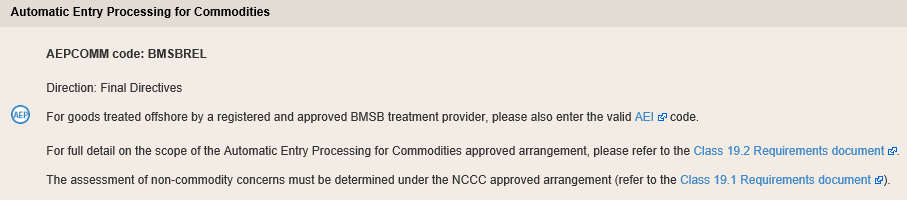 Automatic Entry Processing for Commodities
AEPCOMM code: BMSBREL
Direction: Final Directives
AEP
For goods treated offshore by a registered and approved BMSB treatment provider, please also enter the valid AEI code.
For full detail on the scope of the Automatic Entry Processing for Commodities approved arrangement, please refer to the Class 19.2 Requirements document.
The assessment of non-commodity concerns must be determined under the NCCC approved arrangement (refer to the Class 19.1 Requirements document).